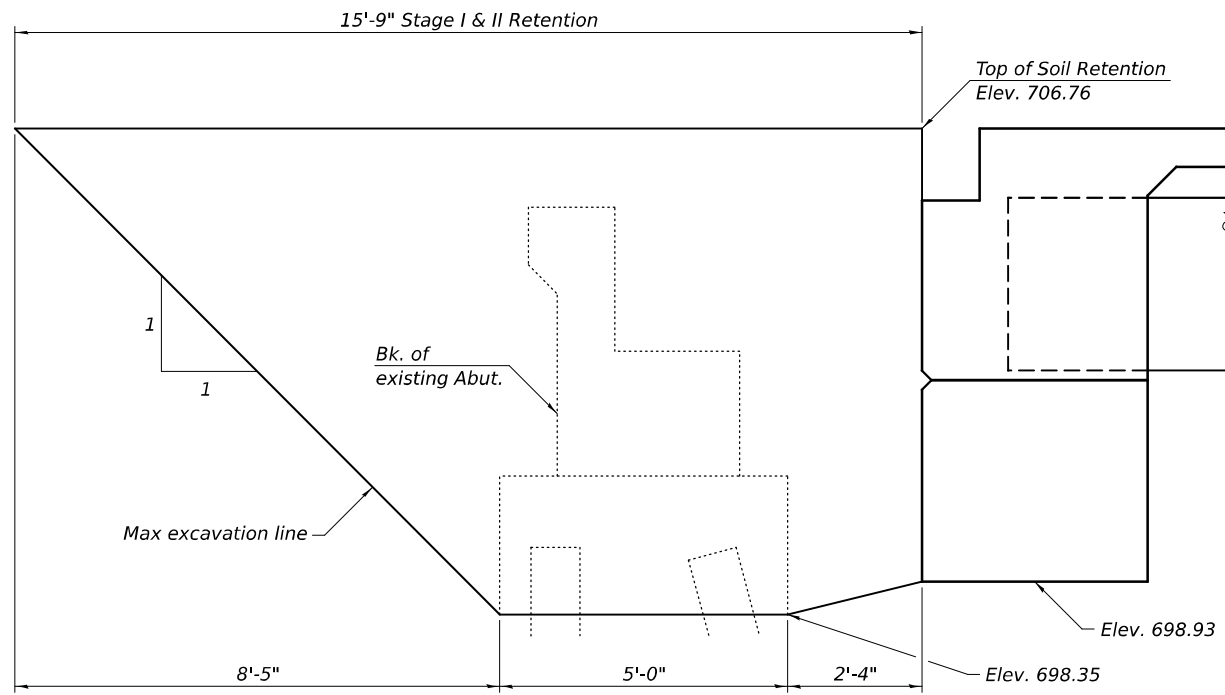 15'-9" Stage I & II Retention
Top of Soil Retention
Elev. 706.76
1
1
Bk. of
existing Abut.
Max excavation line
Elev. 698.93
Elev. 698.35
8'-5"
5'-0"
2'-4"